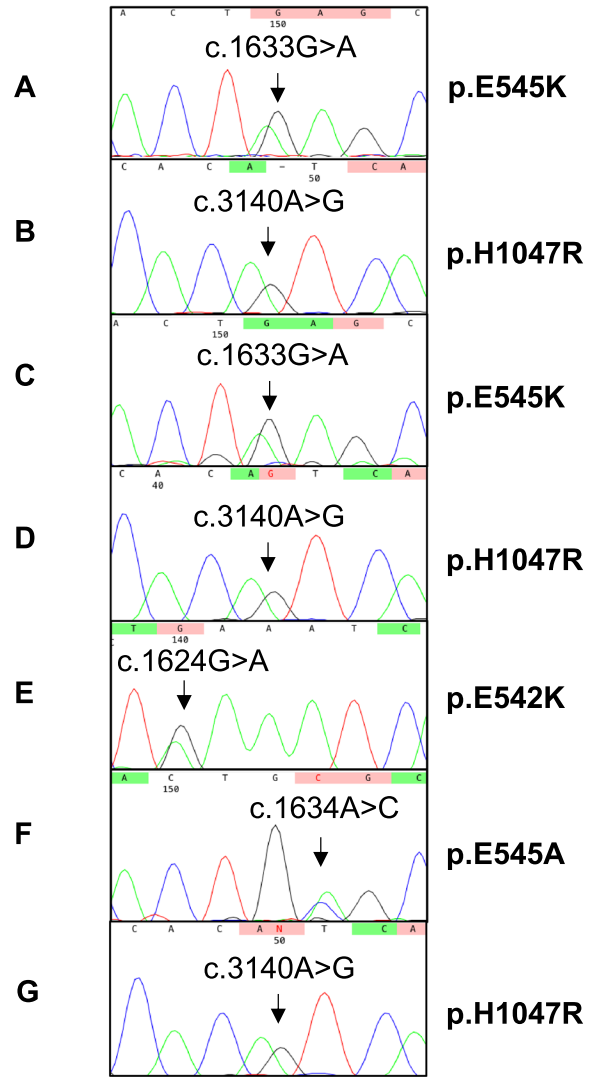 A C T G A G C
150
c.1633G>A
A
p.E545K
C A C A – T C A
50
c.3140A>G
B
p.H1047R
A C T G A G C
150
c.1633G>A
C
p.E545K
C A C A G T C A
40
c.3140A>G
D
p.H1047R
T G A A A T C
140
c.1624G>A
E
p.E542K
A C T G C G C
150
c.1634A>C
F
p.E545A
C A C A N T C A
50
c.3140A>G
G
p.H1047R